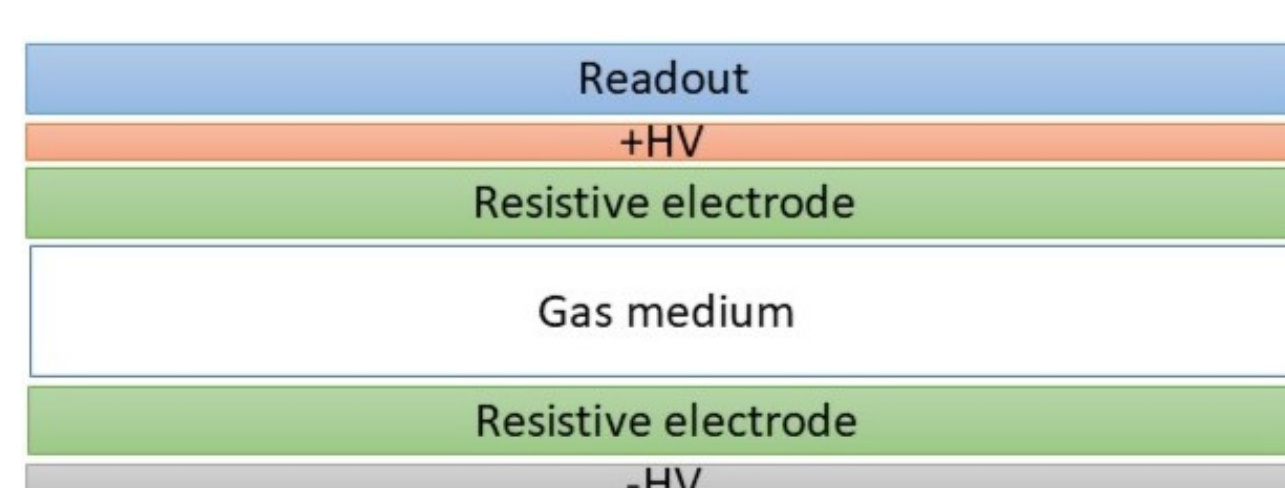 Readout
+HV
Resistive electrode
Gas medium
Resistive electrode
-HV